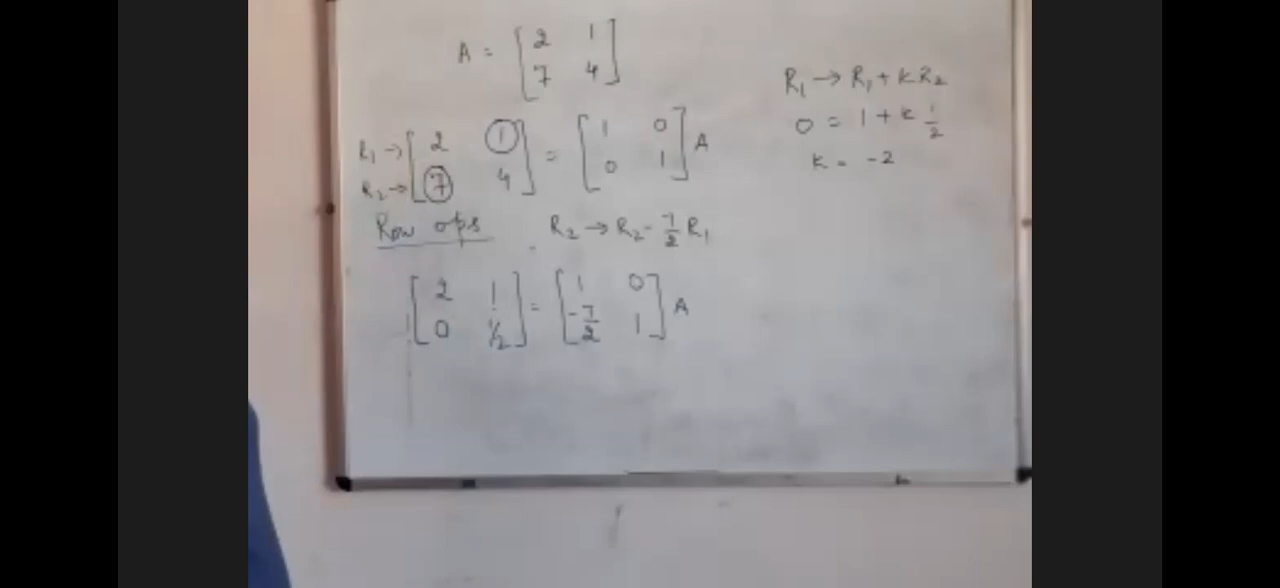 A = [2 1
7 4]
R₁ → R₁ + kR₂
0 = 1 + k 1/2
k = -2
R₁ → [2 1
R₂ → 7 4] = [1 0
0 1] A
Row ops R₂ → R₂ - 7/2 R₁
[2 1
0 1/2] = [1 0
-7/2 1] A